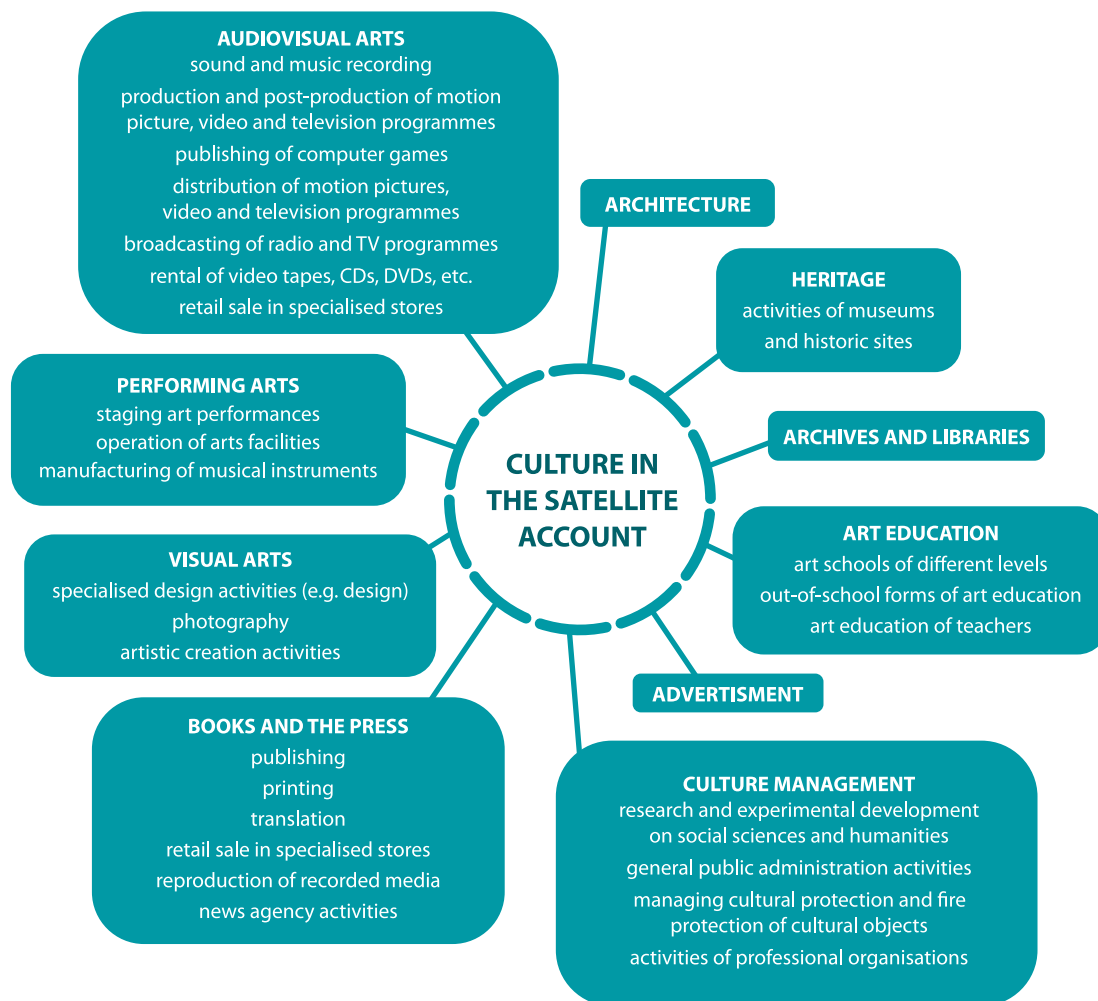 AUDIOVISUAL ARTS
sound and music recording
production and post-production of motion
picture, video and television programmes
publishing of computer games
distribution of motion pictures,
video and television programmes
broadcasting of radio and TV programmes
rental of video tapes, CDs, DVDs, etc.
retail sale in specialised stores
ARCHITECTURE
HERITAGE
activities of museums
and historic sites
PERFORMING ARTS
staging art performances
operation of arts facilities
manufacturing of musical instruments
ARCHIVES AND LIBRARIES
CULTURE IN
THE SATELLITE
ACCOUNT
VISUAL ARTS
specialised design activities (e.g. design)
photography
artistic creation activities
ART EDUCATION
art schools of different levels
out-of-school forms of art education
art education of teachers
ADVERTISMENT
BOOKS AND THE PRESS
publishing
printing
translation
retail sale in specialised stores
reproduction of recorded media
news agency activities
CULTURE MANAGEMENT
research and experimental development
on social sciences and humanities
general public administration activities
managing cultural protection and fire
protection of cultural objects
activities of professional organisations